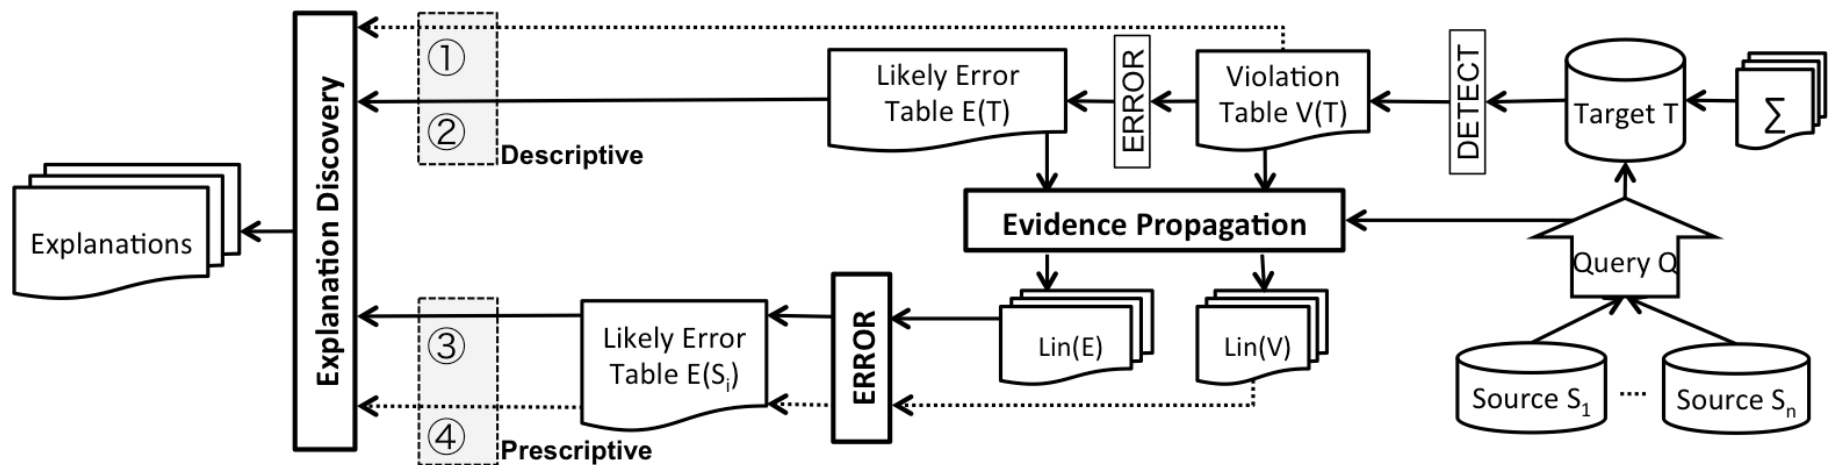 Explanations
Explanation Discovery
①
②
Descriptive
③
④
Prescriptive
Likely Error
Table E(T)
ERROR
Violation
Table V(T)
DETECT
Target T
∑
Evidence Propagation
Query Q
Likely Error
Table E(Sᵢ)
ERROR
Lin(E)
Lin(V)
Source S₁
.....
Source Sₙ